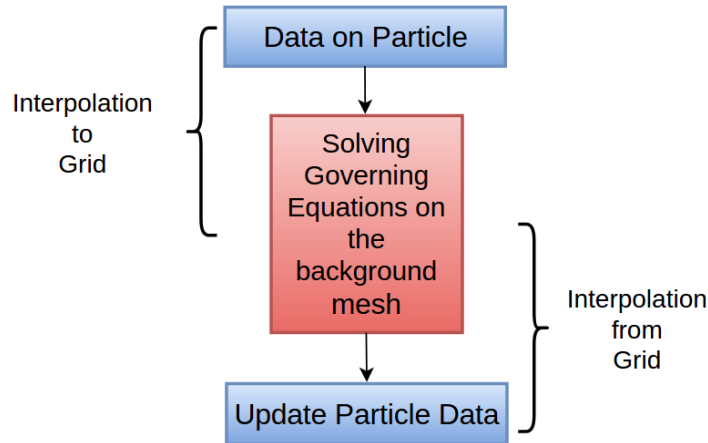 Data on Particle
Interpolation
to
Grid
Solving
Governing
Equations on
the
background
mesh
Interpolation
from
Grid
Update Particle Data